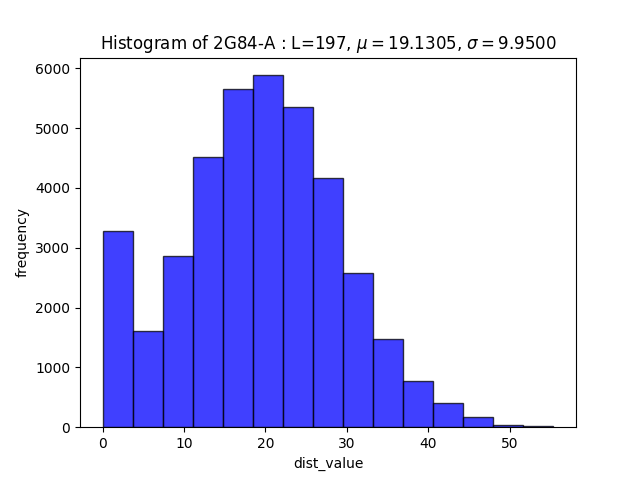 Histogram of 2G84-A : L=197, μ = 19.1305, σ = 9.9500
6000
5000
4000
3000
2000
1000
0
frequency
0 10 20 30 40 50
dist_value